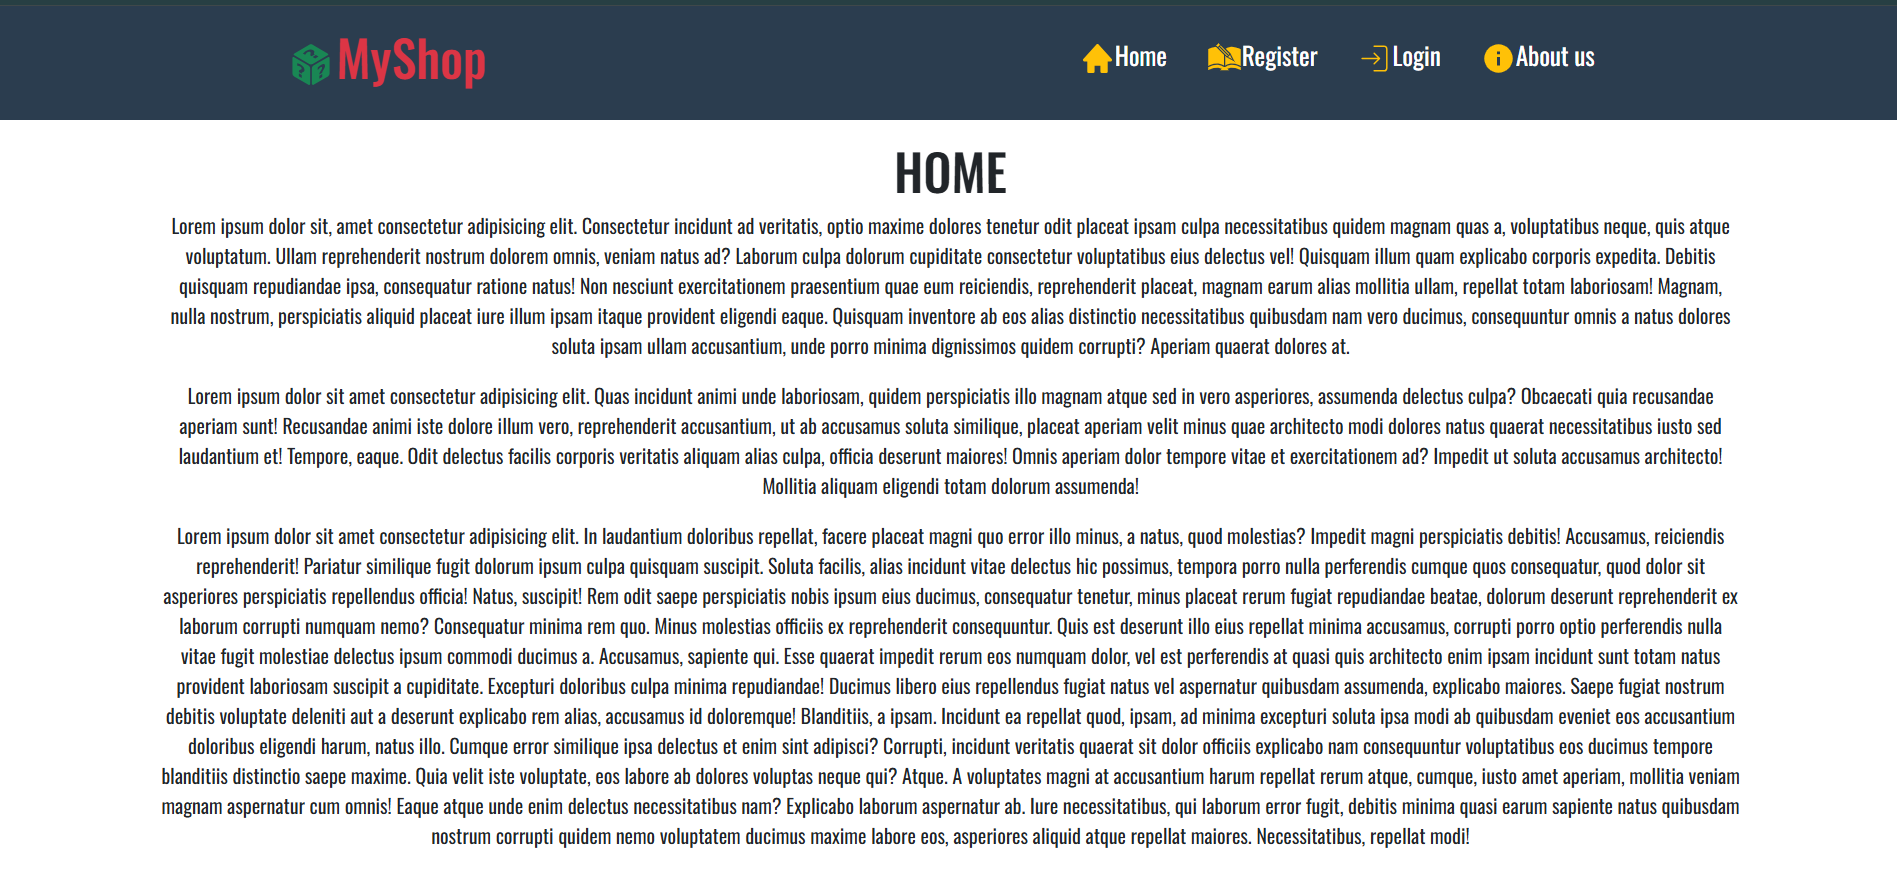 MyShop
Home Register Login About us
HOME
Lorem ipsum dolor sit, amet consectetur adipisicing elit. Consectetur incidunt ad veritatis, optio maxime dolores tenetur odit placeat ipsam culpa necessitatibus quidem magnam quas a, voluptatibus neque, quis atque
voluptatum. Ullam reprehenderit nostrum dolorem omnis, veniam natus ad? Laborum culpa dolorum cupiditate consectetur voluptatibus eius delectus vel! Quisquam illum quam explicabo corporis expedita. Debitis
quisquam repudiandae ipsa, consequatur ratione natus! Non nesciunt exercitationem praesentium quae eum reiciendis, reprehenderit placeat, magnam earum alias mollitia ullam, repellat totam laboriosam! Magnam,
nulla nostrum, perspiciatis aliquid placeat iure illum ipsam itaque provident eligendi eaque. Quisquam inventore ab eos alias distinctio necessitatibus quibusdam nam vero ducimus, consequuntur omnis a natus dolores
soluta ipsam ullam accusantium, unde porro minima dignissimos quidem corrupti? Aperiam quaerat dolores at.
Lorem ipsum dolor sit amet consectetur adipisicing elit. Quas incidunt animi unde laboriosam, quidem perspiciatis illo magnam atque sed in vero asperiores, assumenda delectus culpa? Obcaecati quia recusandae
aperiam sunt! Recusandae animi iste dolore illum vero, reprehenderit accusantium, ut ab accusamus soluta similique, placeat aperiam velit minus quae architecto modi dolores natus quaerat necessitatibus iusto sed
laudantium et! Tempore, eaque. Odit delectus facilis corporis veritatis aliquam alias culpa, officia deserunt maiores! Omnis aperiam dolor tempore vitae et exercitationem ad? Impedit ut soluta accusamus architecto!
Mollitia aliquam eligendi totam dolorum assumenda!
Lorem ipsum dolor sit amet consectetur adipisicing elit. In laudantium doloribus repellat, facere placeat magni quo error illo minus, a natus, quod molestias? Impedit magni perspiciatis debitis! Accusamus, reiciendis
reprehenderit! Pariatur similique fugit dolorum ipsum culpa quisquam suscipit. Soluta facilis, alias incidunt vitae delectus hic possimus, tempora porro nulla perferendis cumque quos consequatur, quod dolor sit
asperiores perspiciatis repellendus officia! Natus, suscipit! Rem odit saepe perspiciatis nobis ipsum eius ducimus, consequatur tenetur, minus placeat rerum fugiat repudiandae beatae, dolorum deserunt reprehenderit ex
laborum corrupti numquam nemo? Consequatur minima rem quo. Minus molestias officiis ex reprehenderit consequuntur. Quis est deserunt illo eius repellat minima accusamus, corrupti porro optio perferendis nulla
vitae fugit molestiae delectus ipsum commodi ducimus a. Accusamus, sapiente qui. Esse quaerat impedit rerum eos numquam dolor, vel est perferendis at quasi quis architecto enim ipsam incidunt sunt totam natus
provident laboriosam suscipit a cupiditate. Excepturi doloribus culpa minima repudiandae! Ducimus libero eius repellendus fugiat natus vel aspernatur quibusdam assumenda, explicabo maiores. Saepe fugiat nostrum
debitis voluptate deleniti aut a deserunt explicabo rem alias, accusamus id doloremque! Blanditiis, a ipsam. Incidunt ea repellat quod, ipsam, ad minima excepturi soluta ipsa modi ab quibusdam eveniet eos accusantium
doloribus eligendi harum, natus illo. Cumque error similique ipsa delectus et enim sint adipisci? Corrupti, incidunt veritatis quaerat sit dolor officiis explicabo nam consequuntur voluptatibus eos ducimus tempore
blanditiis distinctio saepe maxime. Quia velit iste voluptate, eos labore ab dolores voluptas neque qui? Atque. A voluptates magni at accusantium harum repellat rerum atque, cumque, iusto amet aperiam, mollitia veniam
magnam aspernatur cum omnis! Eaque atque unde enim delectus necessitatibus nam? Explicabo laborum aspernatur ab. Iure necessitatibus, qui laborum error fugit, debitis minima quasi earum sapiente natus quibusdam
nostrum corrupti quidem nemo voluptatem ducimus maxime labore eos, asperiores aliquid atque repellat maiores. Necessitatibus, repellat modi!